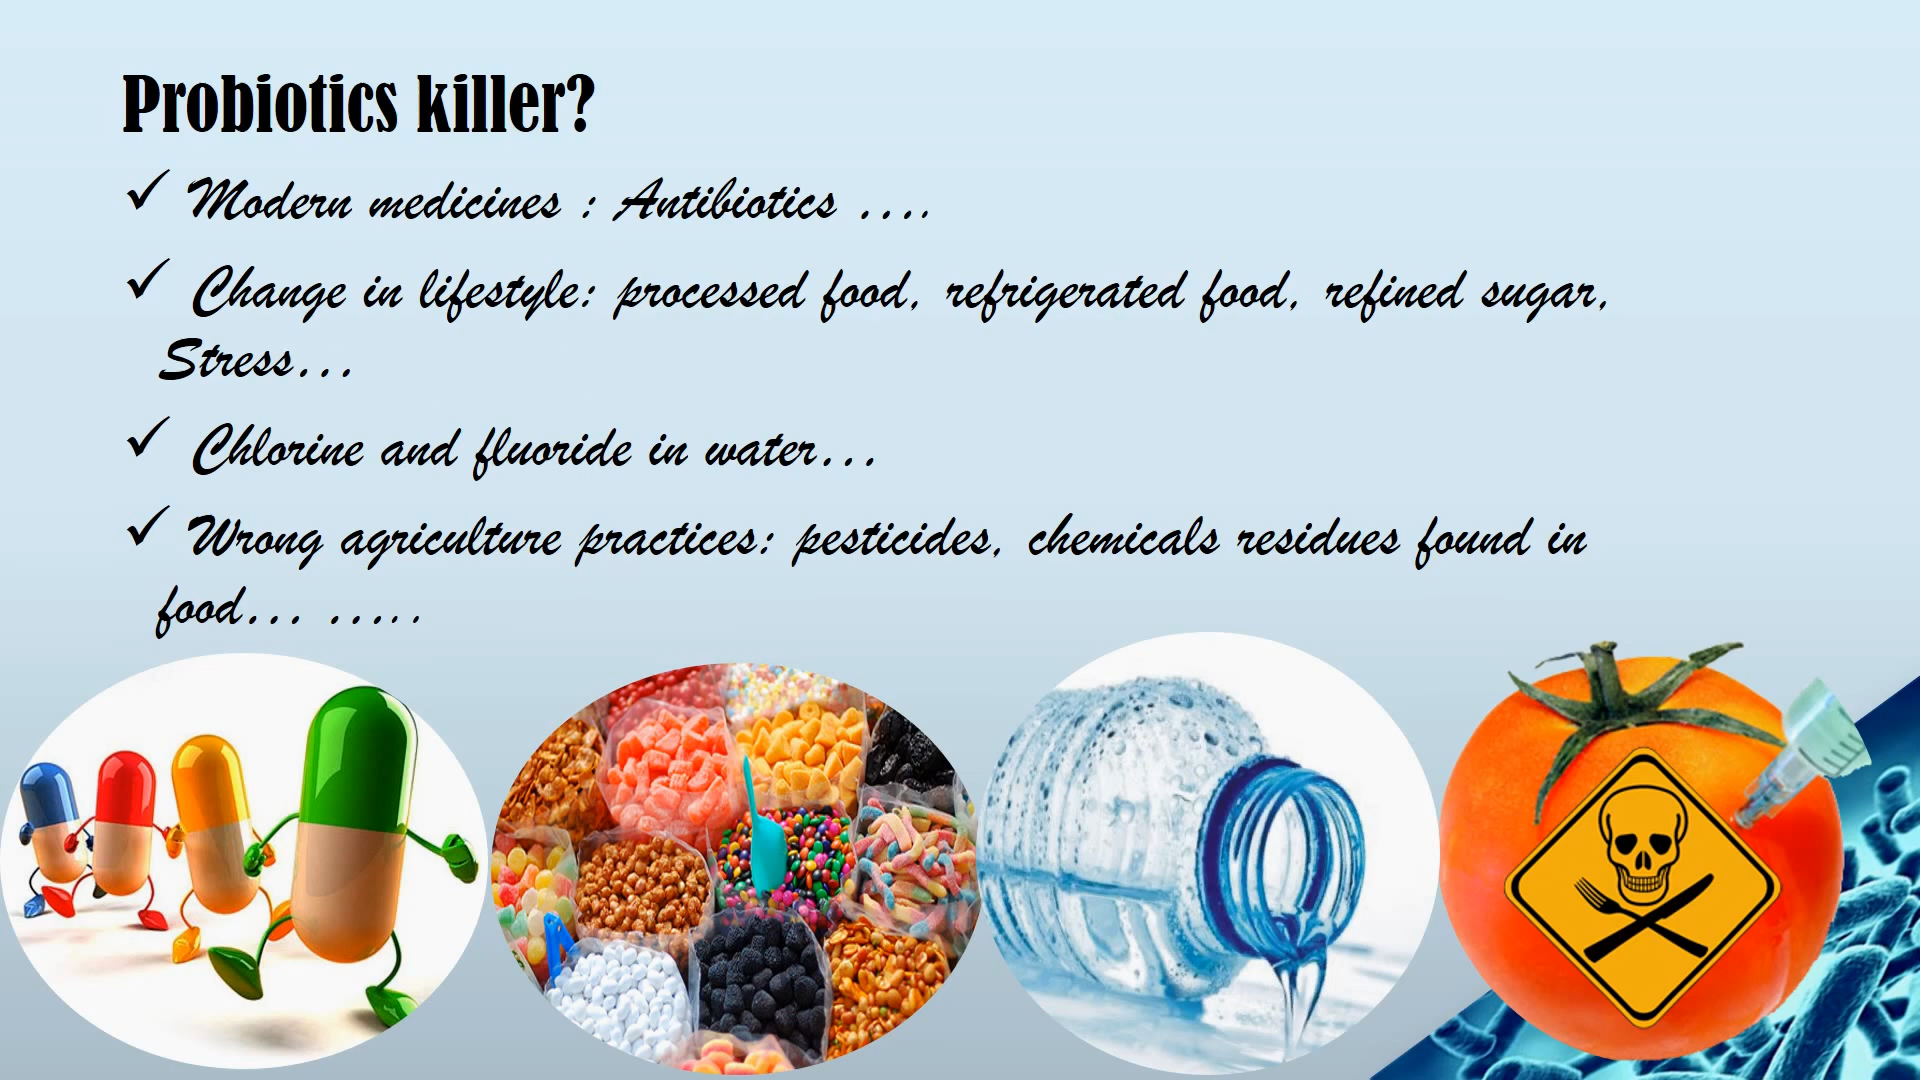 Probiotics killer?
✓ Modern medicines : Antibiotics ....
✓ Change in lifestyle: processed food, refrigerated food, refined sugar,
Stress...
✓ Chlorine and fluoride in water...
✓ Wrong agriculture practices: pesticides, chemicals residues found in
food... .....